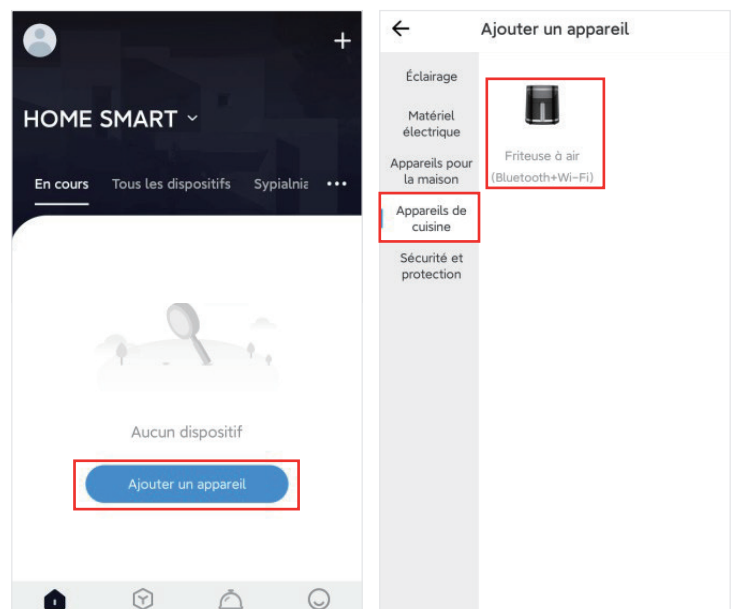 HOME SMART
En cours Tous les dispositifs Sypialnia
Aucun dispositif
Ajouter un appareil
Ajouter un appareil
Éclairage
Matériel
électrique
Appareils pour
la maison
Appareils de
cuisine
Sécurité et
protection
Friteuse à air
(Bluetooth+Wi-Fi)